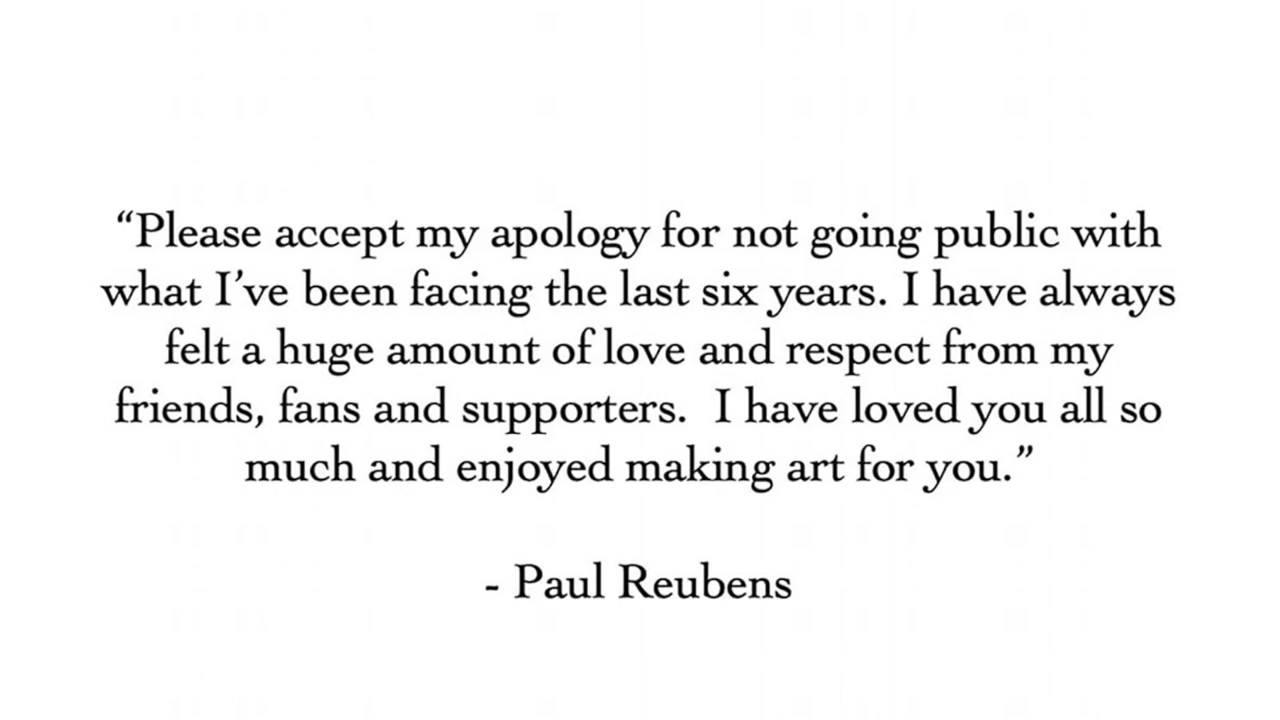 “Please accept my apology for not going public with
what I’ve been facing the last six years. I have always
felt a huge amount of love and respect from my
friends, fans and supporters.  I have loved you all so
much and enjoyed making art for you.”
- Paul Reubens